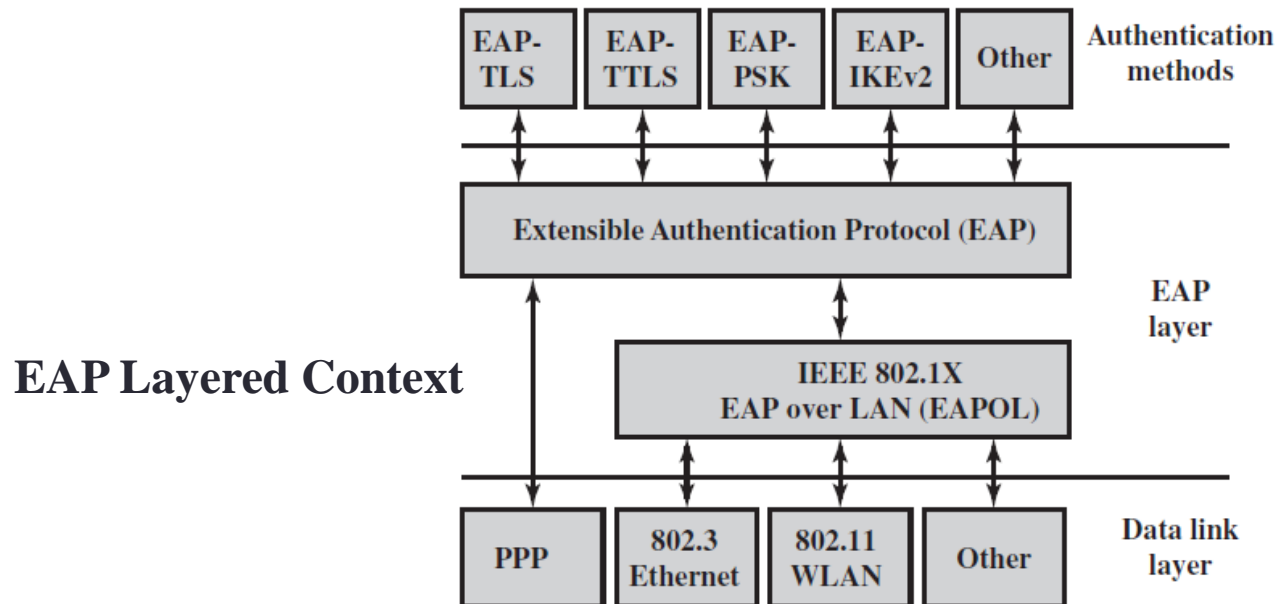 EAP-
TLS
EAP-
TTLS
EAP-
PSK
EAP-
IKEv2
Other
Authentication
methods
Extensible Authentication Protocol (EAP)
EAP
layer
EAP Layered Context
IEEE 802.1X
EAP over LAN (EAPOL)
PPP
802.3
Ethernet
802.11
WLAN
Other
Data link
layer